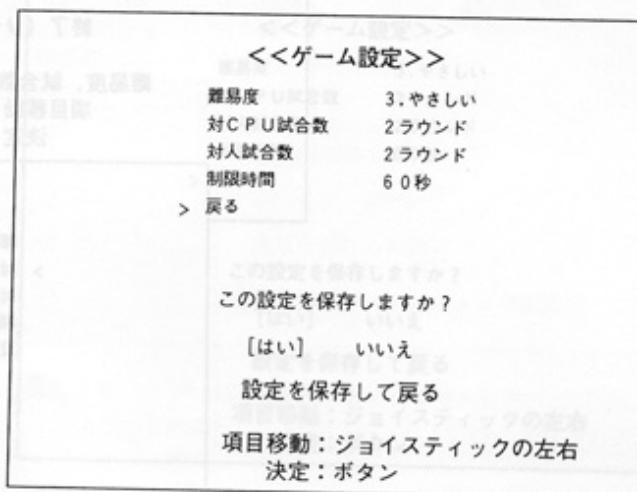 <<ゲーム設定>>
難易度 3.やさしい
対CPU試合数 2ラウンド
対人試合数 2ラウンド
制限時間 60秒
> 戻る
この設定を保存しますか?
[はい] いいえ
設定を保存して戻る
項目移動:ジョイスティックの左右
決定:ボタン